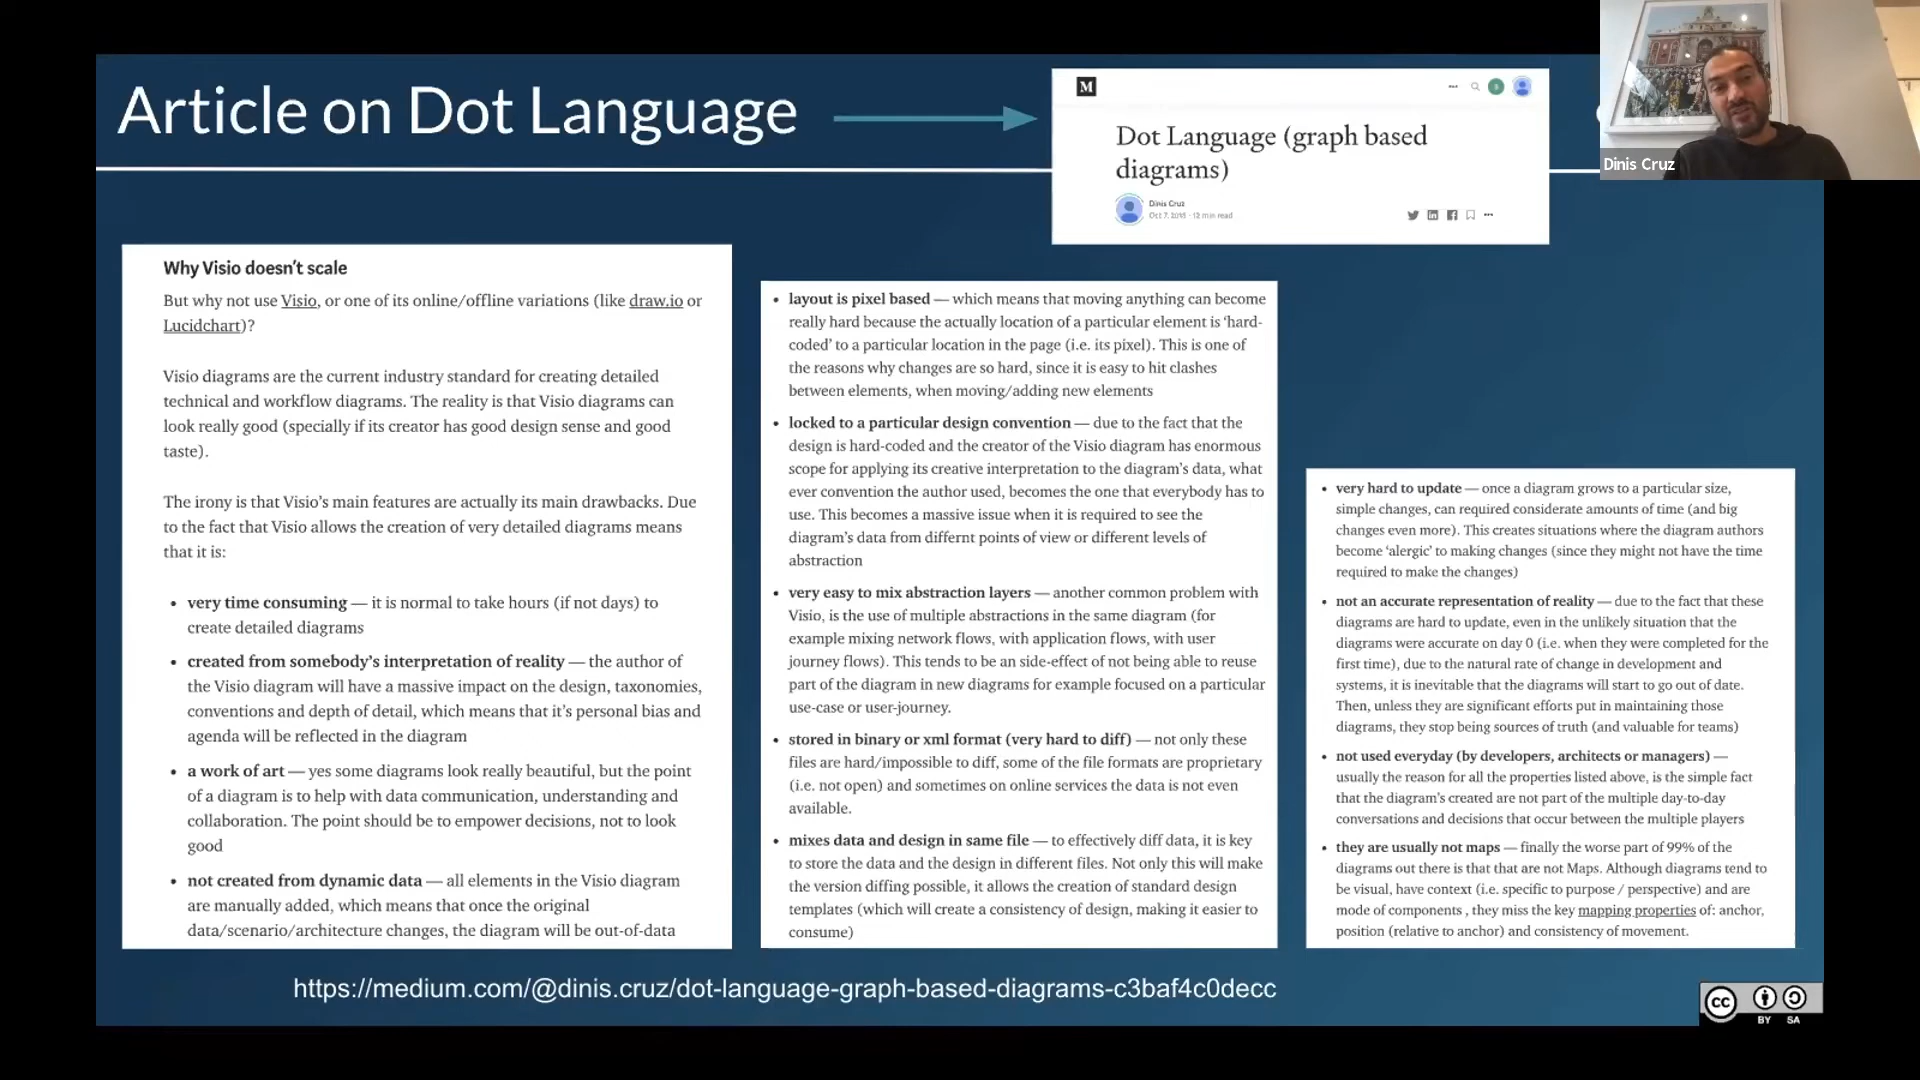 Article on Dot Language
M
Dot Language (graph based
diagrams)
Dinis Cruz
12 min read
Dinis Cruz
Why Visio doesn't scale
But why not use Visio, or one of its online/offline variations (like draw.io or
Lucidchart)?
Visio diagrams are the current industry standard for creating detailed
technical and workflow diagrams. The reality is that Visio diagrams can
look really good (specially if its creator has good design sense and good
taste).
The irony is that Visio's main features are actually its main drawbacks. Due
to the fact that Visio allows the creation of very detailed diagrams means
that it is:
• very time consuming — it is normal to take hours (if not days) to
create detailed diagrams
• created from somebody's interpretation of reality — the author of
the Visio diagram will have a massive impact on the design, taxonomies,
conventions and depth of detail, which means that it's personal bias and
agenda will be reflected in the diagram
• a work of art — yes some diagrams look really beautiful, but the point
of a diagram is to help with data communication, understanding and
collaboration. The point should be to empower decisions, not to look
good
• not created from dynamic data — all elements in the Visio diagram
are manually added, which means that once the original
data/scenario/architecture changes, the diagram will be out-of-data
• layout is pixel based — which means that moving anything can become
really hard because the actually location of a particular element is 'hard-
coded' to a particular location in the page (i.e. its pixel). This is one of
the reasons why changes are so hard, since it is easy to hit clashes
between elements, when moving/adding new elements
• locked to a particular design convention — due to the fact that the
design is hard-coded and the creator of the Visio diagram has enormous
scope for applying its creative interpretation to the diagram's data, what
ever convention the author used, becomes the one that everybody has to
use. This becomes a massive issue when it is required to see the
diagram's data from differnt points of view or different levels of
abstraction
• very easy to mix abstraction layers — another common problem with
Visio, is the use of multiple abstractions in the same diagram (for
example mixing network flows, with application flows, with user
journey flows). This tends to be an side-effect of not being able to reuse
part of the diagram in new diagrams for example focused on a particular
use-case or user-journey.
• stored in binary or xml format (very hard to diff) — not only these
files are hard/impossible to diff, some of the file formats are proprietary
(i.e. not open) and sometimes on online services the data is not even
available.
• mixes data and design in same file — to effectively diff data, it is key
to store the data and the design in different files. Not only this will make
the version diffing possible, it allows the creation of standard design
templates (which will create a consistency of design, making it easier to
consume)
• very hard to update — once a diagram grows to a particular size,
simple changes, can required considerate amounts of time (and big
changes even more). This creates situations where the diagram authors
become 'alergic' to making changes (since they might not have the time
required to make the changes)
• not an accurate representation of reality — due to the fact that these
diagrams are hard to update, even in the unlikely situation that the
diagrams were accurate on day 0 (i.e. when they were completed for the
first time), due to the natural rate of change in development and
systems, it is inevitable that the diagrams will start to go out of date.
Then, unless they are significant efforts put in maintaining those
diagrams, they stop being sources of truth (and valuable for teams)
• not used everyday (by developers, architects or managers) —
usually the reason for all the properties listed above, is the simple fact
that the diagram's created are not part of the multiple day-to-day
conversations and decisions that occur between the multiple players
• they are usually not maps — finally the worse part of 99% of the
diagrams out there is that that are not Maps. Although diagrams tend to
be visual, have context (i.e. specific to purpose / perspective) and are
mode of components , they miss the key mapping properties of: anchor,
position (relative to anchor) and consistency of movement.
https://medium.com/@dinis.cruz/dot-language-graph-based-diagrams-c3baf4c0decc
cc
BY SA